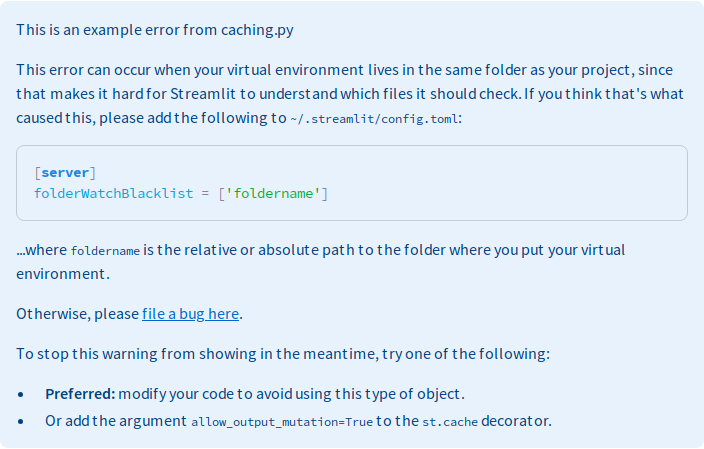 This is an example error from caching.py
This error can occur when your virtual environment lives in the same folder as your project, since
that makes it hard for Streamlit to understand which files it should check. If you think that's what
caused this, please add the following to ~/.streamlit/config.toml:
[server]
folderWatchBlacklist = ['foldername']
...where foldername is the relative or absolute path to the folder where you put your virtual
environment.
Otherwise, please file a bug here.
To stop this warning from showing in the meantime, try one of the following:
• Preferred: modify your code to avoid using this type of object.
• Or add the argument allow_output_mutation=True to the st.cache decorator.